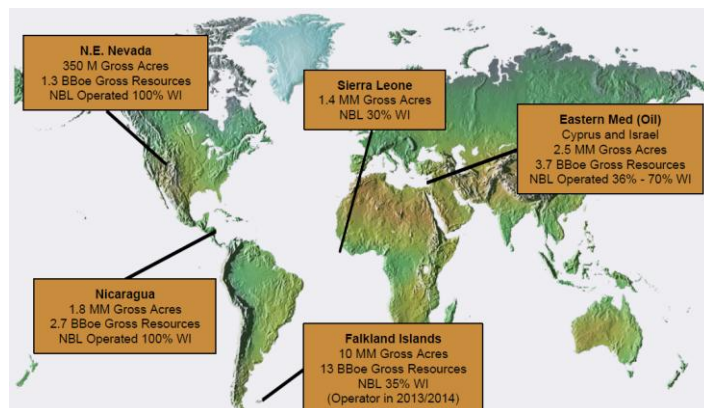 N.E. Nevada
350 M Gross Acres
1.3 BBoe Gross Resources
NBL Operated 100% WI
Sierra Leone
1.4 MM Gross Acres
NBL 30% WI
Eastern Med (Oil)
Cyprus and Israel
2.5 MM Gross Acres
3.7 BBoe Gross Resources
NBL Operated 36% - 70% WI
Nicaragua
1.8 MM Gross Acres
2.7 BBoe Gross Resources
NBL Operated 100% WI
Falkland Islands
10 MM Gross Acres
13 BBoe Gross Resources
NBL 35% WI
(Operator in 2013/2014)